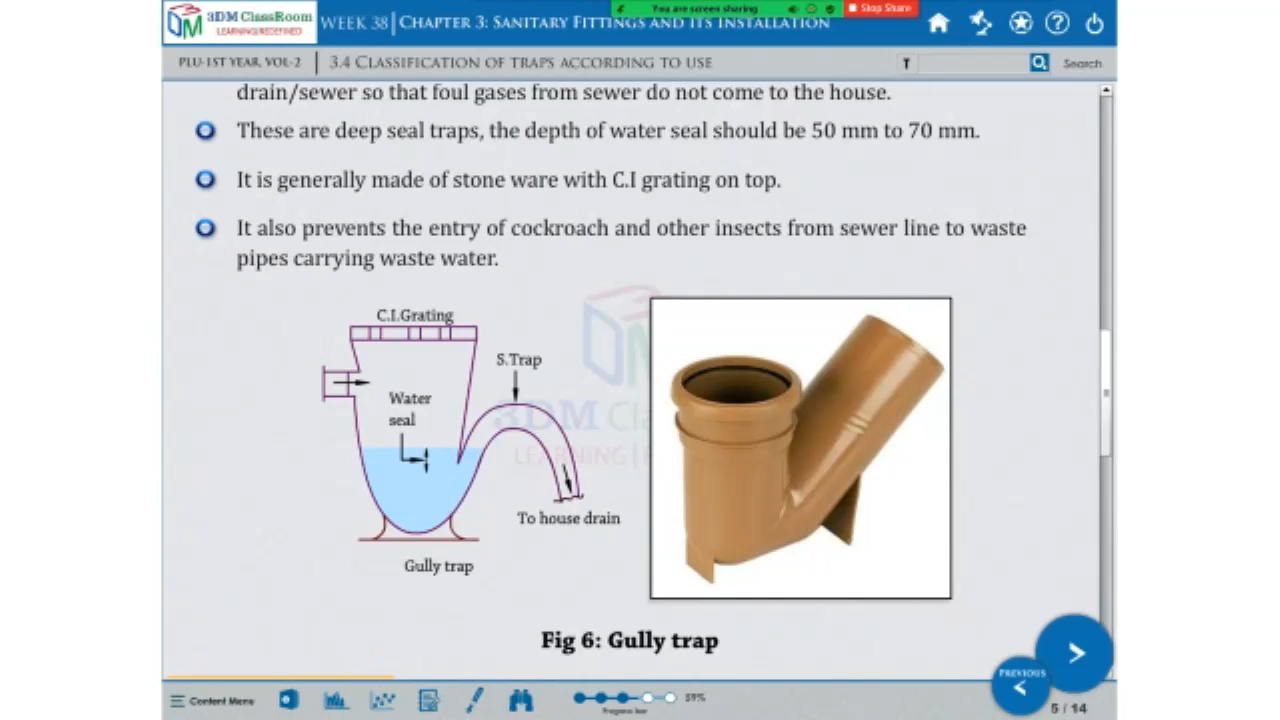 3DM ClassRoom
LEARNING|REDEFINED
WEEK 38 | CHAPTER 3: SANITARY FITTINGS AND ITS INSTALLATION
You are screen sharing
Stop Share
PLU-1ST YEAR, VOL-2
3.4 CLASSIFICATION OF TRAPS ACCORDING TO USE
T
Search
drain/sewer so that foul gases from sewer do not come to the house.
These are deep seal traps, the depth of water seal should be 50 mm to 70 mm.
It is generally made of stone ware with C.I grating on top.
It also prevents the entry of cockroach and other insects from sewer line to waste
pipes carrying waste water.
C.I.Grating
S.Trap
Water
seal
To house drain
Gully trap
3DM Cl
LEARNING |
Fig 6: Gully trap
PREVIOUS
Content Menu
59%
Progress bar
5 / 14